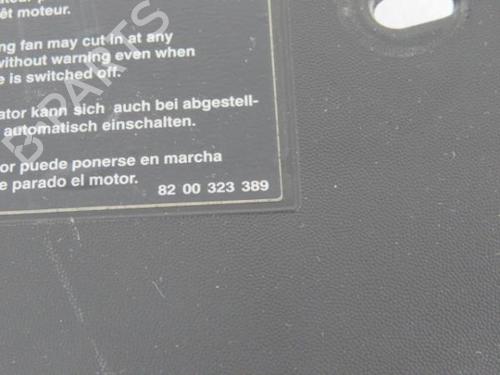 êt moteur.
ng fan may cut in at any
without warning even when
e is switched off.
ator kann sich auch bei abgestell-
automatisch einschalten.
or puede ponerse en marcha
e parado el motor.
82 00 323 389
B-PARTS